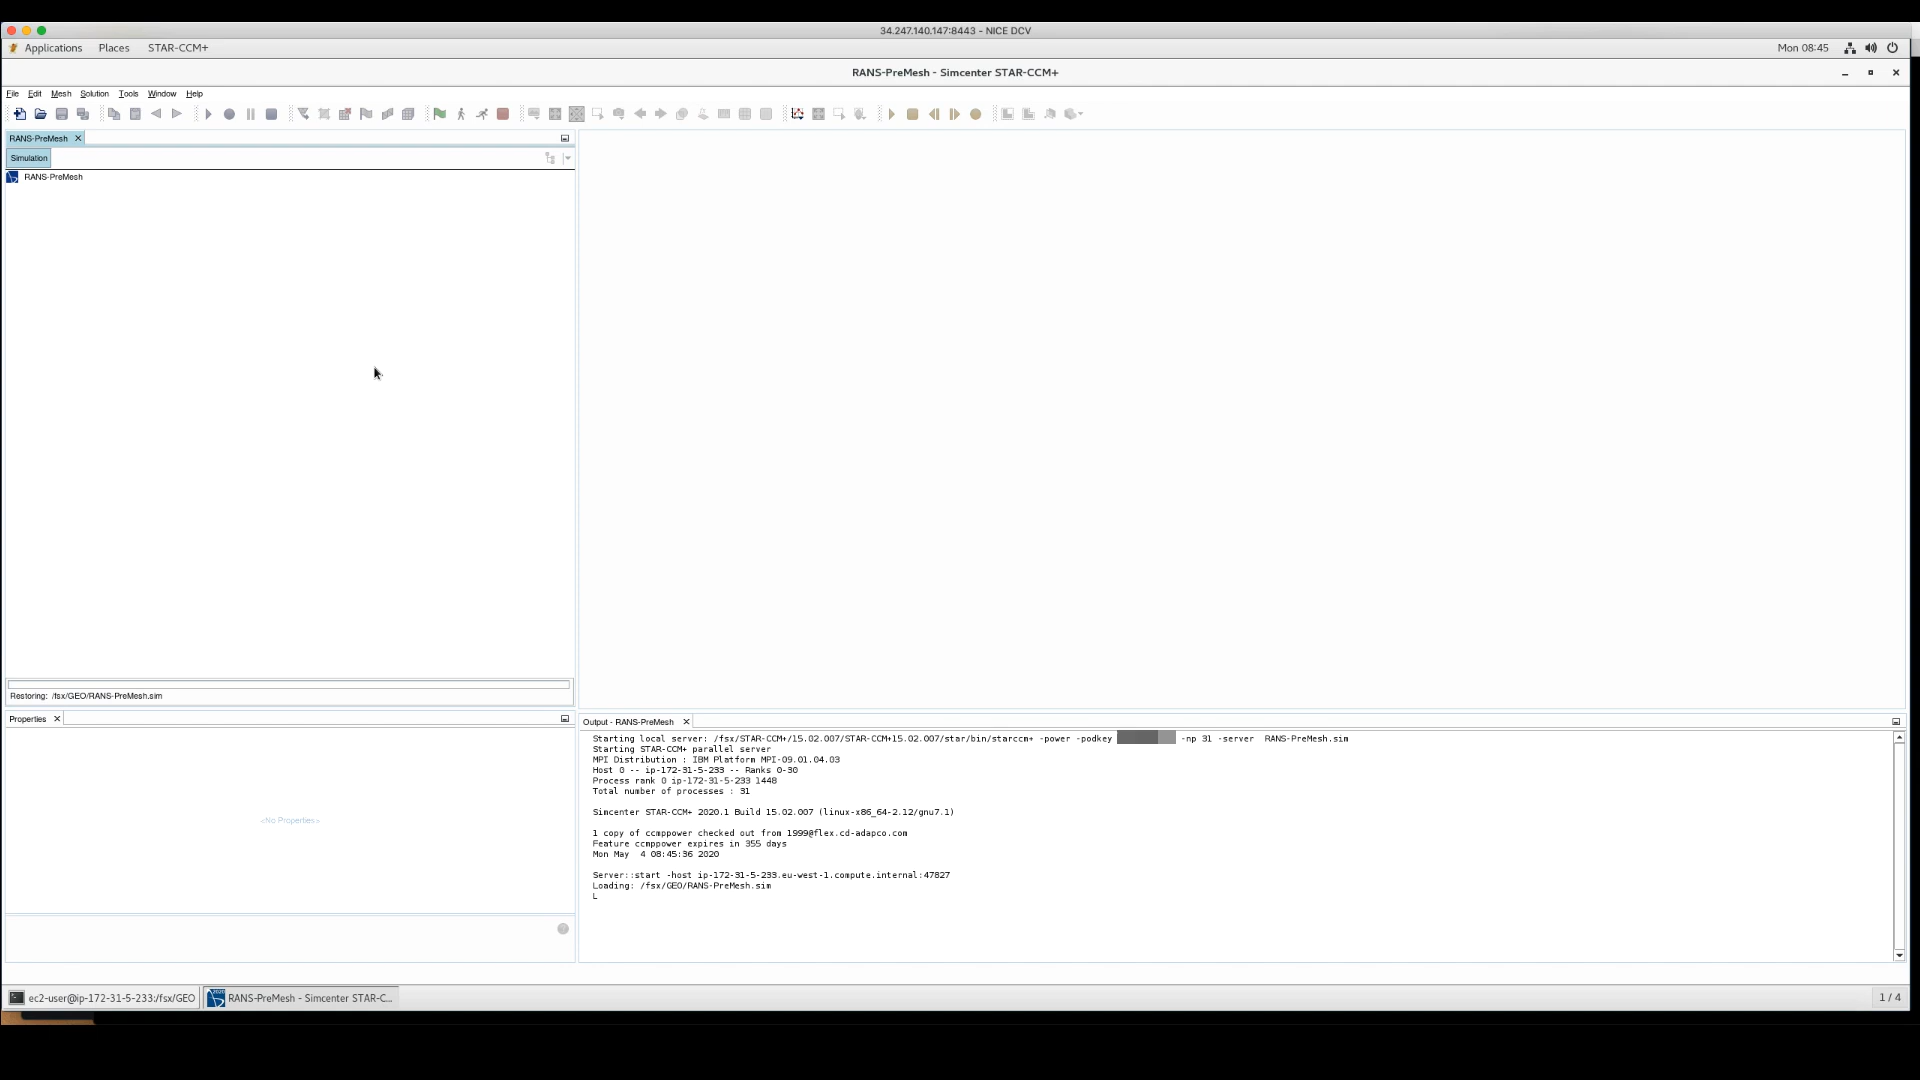 34.247.140.147:8443 - NICE DCV
Applications Places STAR-CCM+ Mon 08:45
RANS-PreMesh - Simcenter STAR-CCM+
File Edit Mesh Solution Tools Window Help
RANS-PreMesh
Simulation
RANS-PreMesh
Restoring: /fsx/GEO/RANS-PreMesh.sim
Properties
<No Properties>
Output - RANS-PreMesh
Starting local server: /fsx/STAR-CCM+/15.02.007/STAR-CCM+15.02.007/star/bin/starccm+ -power -podkey -np 31 -server RANS-PreMesh.sim
Starting STAR-CCM+ parallel server
MPI Distribution : IBM Platform MPI-09.01.04.03
Host 0 -- ip-172-31-5-233 -- Ranks 0-30
Process rank 0 ip-172-31-5-233 1448
Total number of processes : 31
Simcenter STAR-CCM+ 2020.1 Build 15.02.007 (linux-x86_64-2.12/gnu7.1)
1 copy of ccmppower checked out from 1999@flex.cd-adapco.com
Feature ccmppower expires in 355 days
Mon May 4 08:45:36 2020
Server::start -host ip-172-31-5-233.eu-west-1.compute.internal:47827
Loading: /fsx/GEO/RANS-PreMesh.sim
L
ec2-user@ip-172-31-5-233:/fsx/GEO RANS-PreMesh - Simcenter STAR-C... 1 / 4